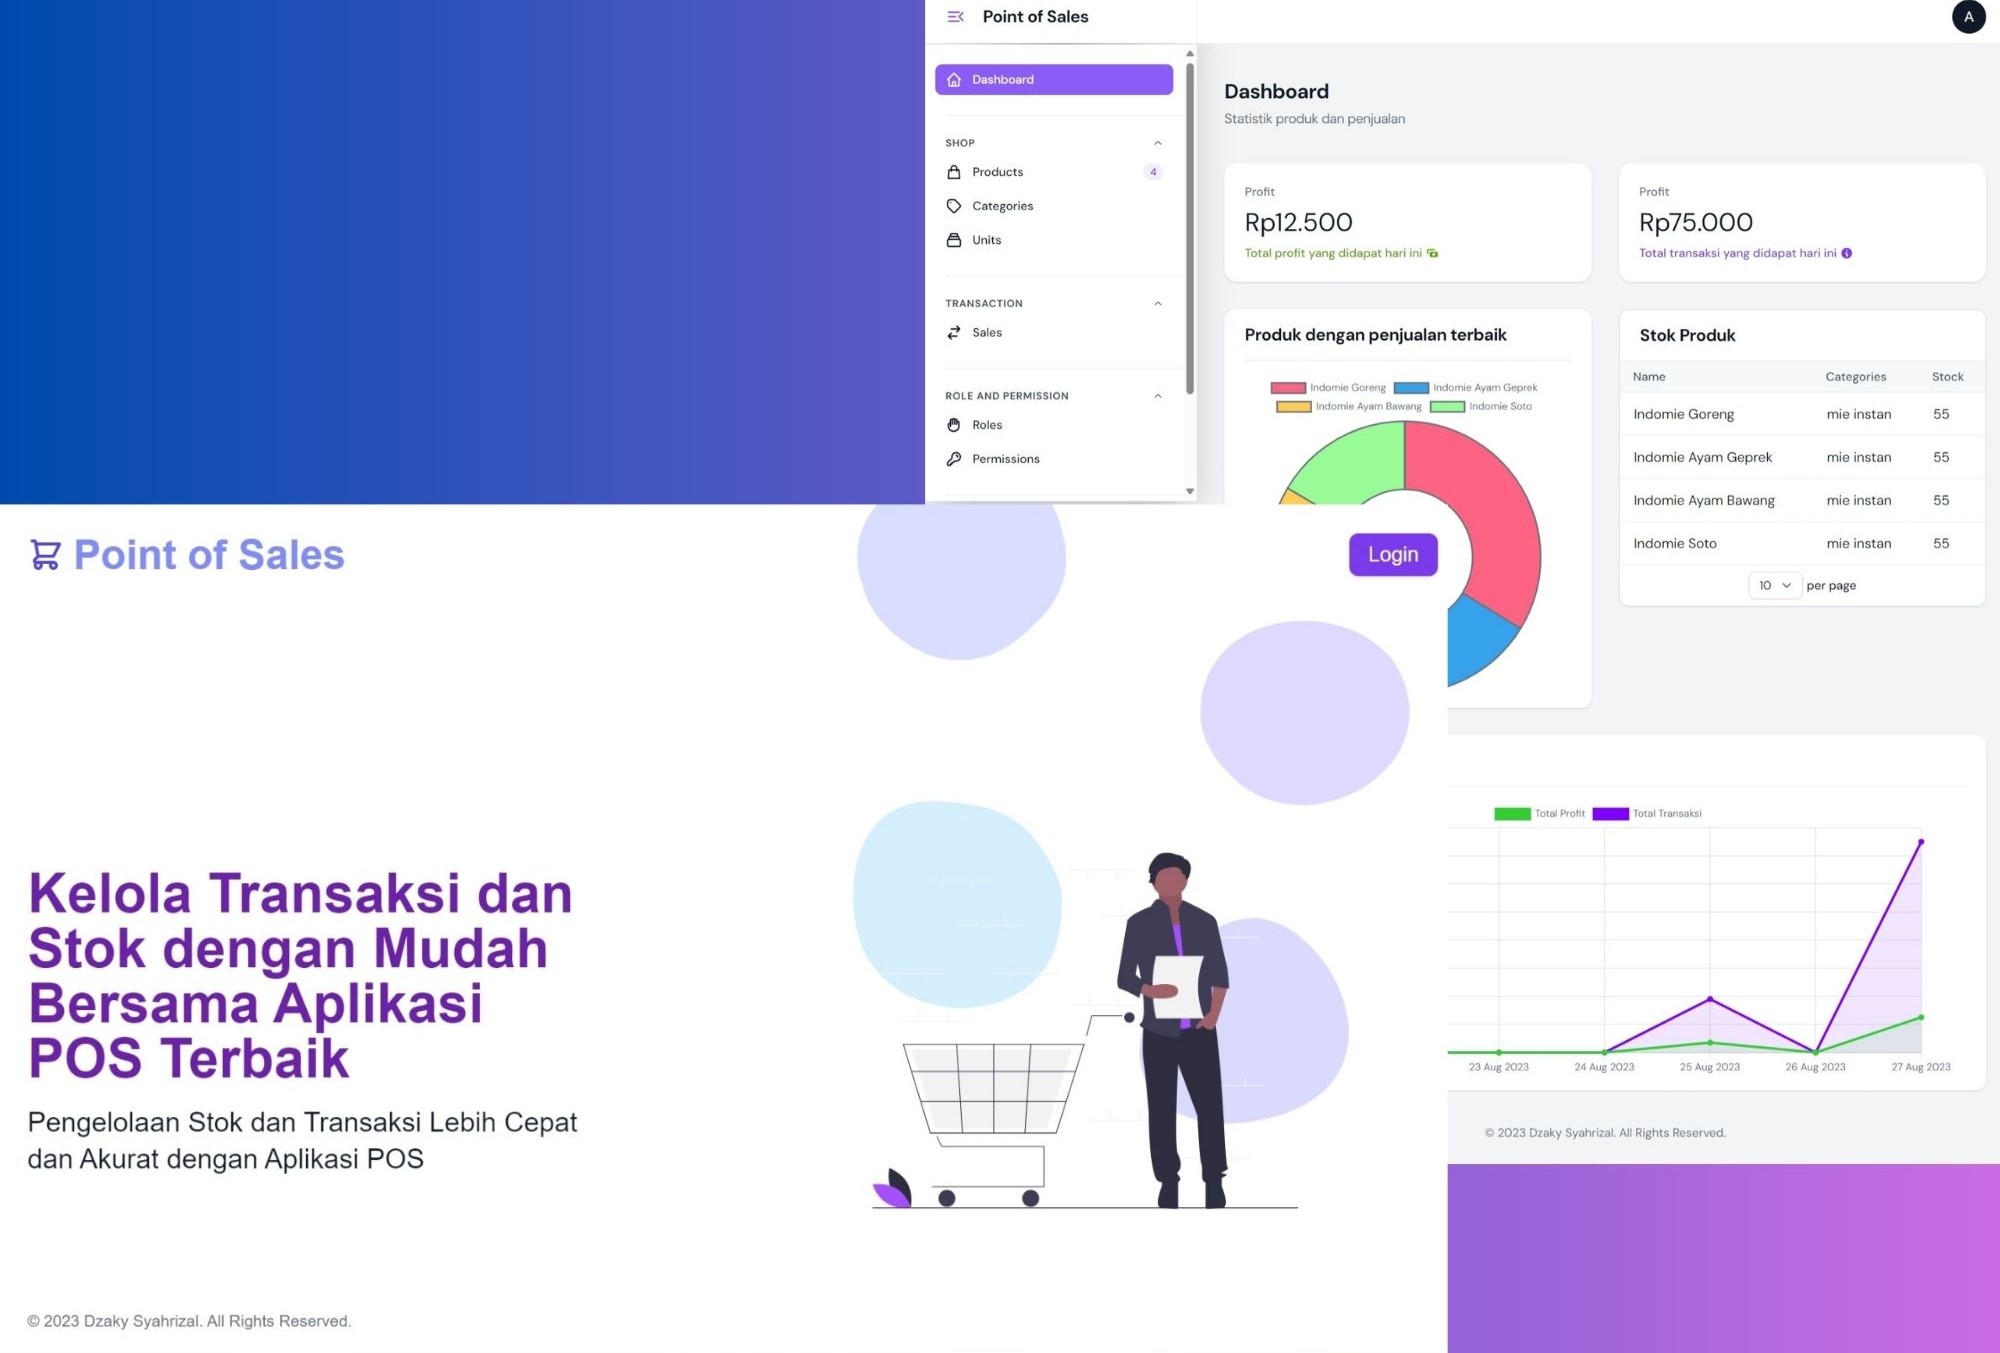 Point of Sales
A
Dashboard
SHOP
Products 4
Categories
Units
TRANSACTION
Sales
ROLE AND PERMISSION
Roles
Permissions
Dashboard
Statistik produk dan penjualan
Profit
Rp12.500
Total profit yang didapat hari ini
Profit
Rp75.000
Total transaksi yang didapat hari ini
Produk dengan penjualan terbaik
Indomie Goreng Indomie Ayam Geprek
Indomie Ayam Bawang Indomie Soto
Stok Produk
Name Categories Stock
Indomie Goreng mie instan 55
Indomie Ayam Geprek mie instan 55
Indomie Ayam Bawang mie instan 55
Indomie Soto mie instan 55
10 per page
Total Profit Total Transaksi
23 Aug 2023 24 Aug 2023 25 Aug 2023 26 Aug 2023 27 Aug 2023
© 2023 Dzaky Syahrizal. All Rights Reserved.
Point of Sales
Login
Kelola Transaksi dan
Stok dengan Mudah
Bersama Aplikasi
POS Terbaik
Pengelolaan Stok dan Transaksi Lebih Cepat
dan Akurat dengan Aplikasi POS
© 2023 Dzaky Syahrizal. All Rights Reserved.